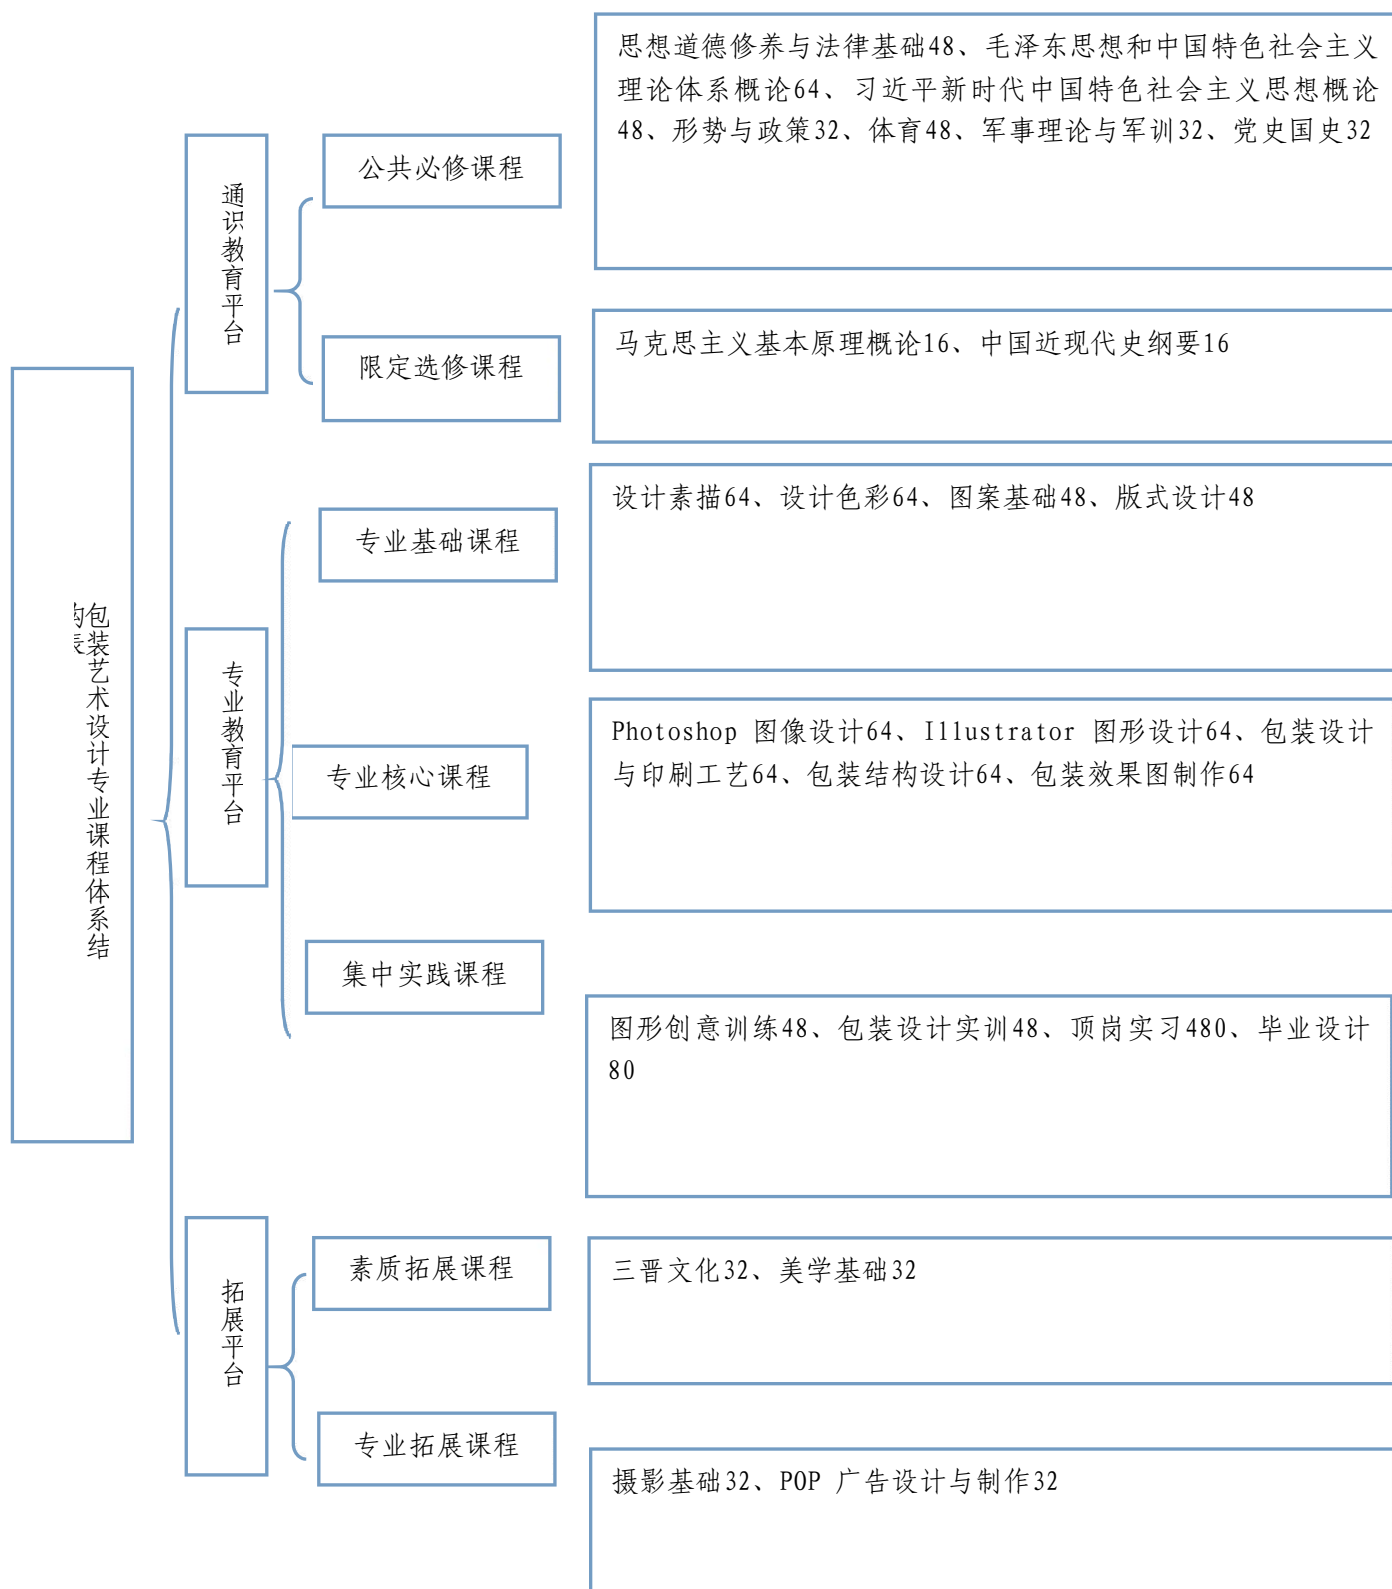 包装艺术设计专业课程体系结
通识教育平台
公共必修课程
思想道德修养与法律基础48、毛泽东思想和中国特色社会主义
理论体系概论64、习近平新时代中国特色社会主义思想概论
48、形势与政策32、体育48、军事理论与军训32、党史国史32
限定选修课程
马克思主义基本原理概论16、中国近现代史纲要16
专业教育平台
专业基础课程
设计素描64、设计色彩64、图案基础48、版式设计48
专业核心课程
Photoshop 图像设计64、Illustrator 图形设计64、包装设计
与印刷工艺64、包装结构设计64、包装效果图制作64
集中实践课程
图形创意训练48、包装设计实训48、顶岗实习480、毕业设计
80
拓展平台
素质拓展课程
三晋文化32、美学基础32
专业拓展课程
摄影基础32、POP 广告设计与制作32